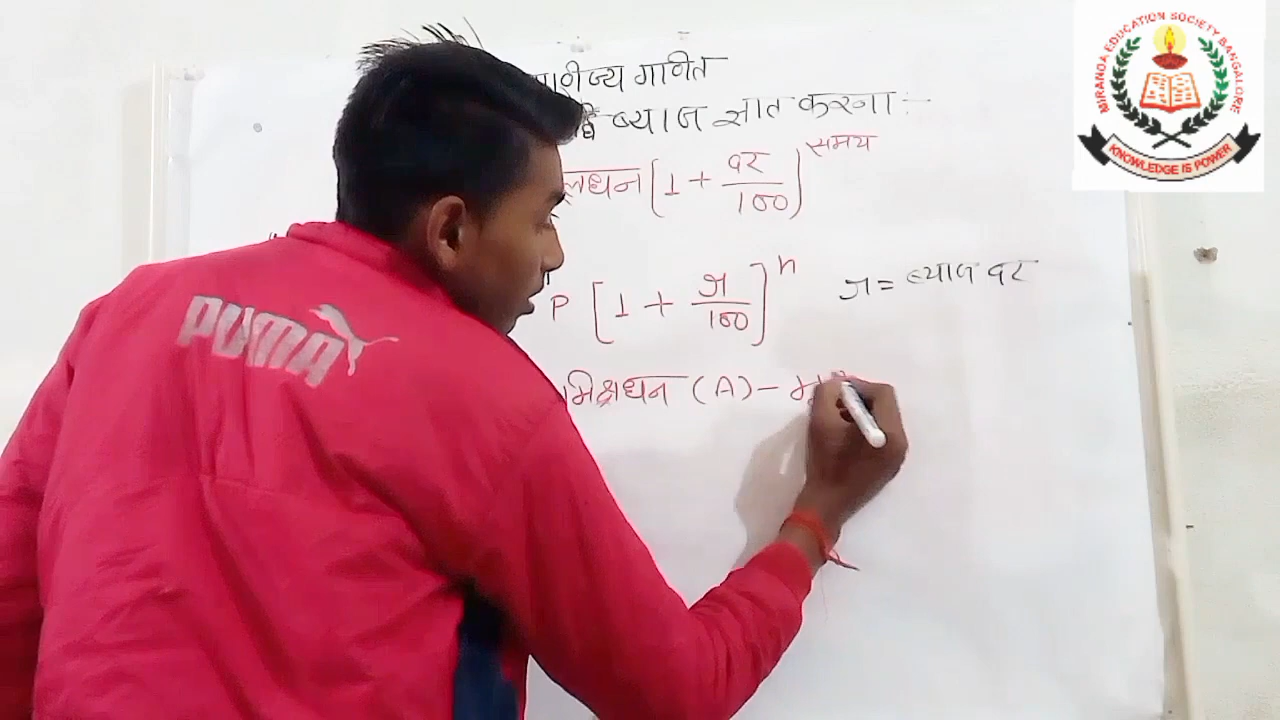 गणित
ब्याज ज्ञात करना :-
मूलधन [1 + दर/100)^समय
P [1 + r/100]^n
r = ब्याज दर
मिश्रधन (A) -
PUMA
MIRANDA EDUCATION SOCIETY BANGALORE
KNOWLEDGE IS POWER